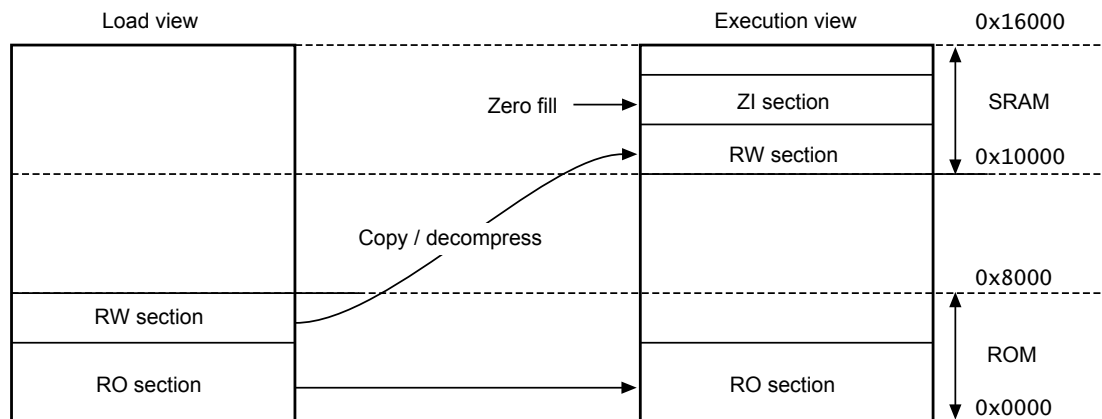 Load view
Execution view
0x16000
Zero fill
ZI section
SRAM
RW section
0x10000
Copy / decompress
0x8000
RW section
ROM
RO section
RO section
0x0000